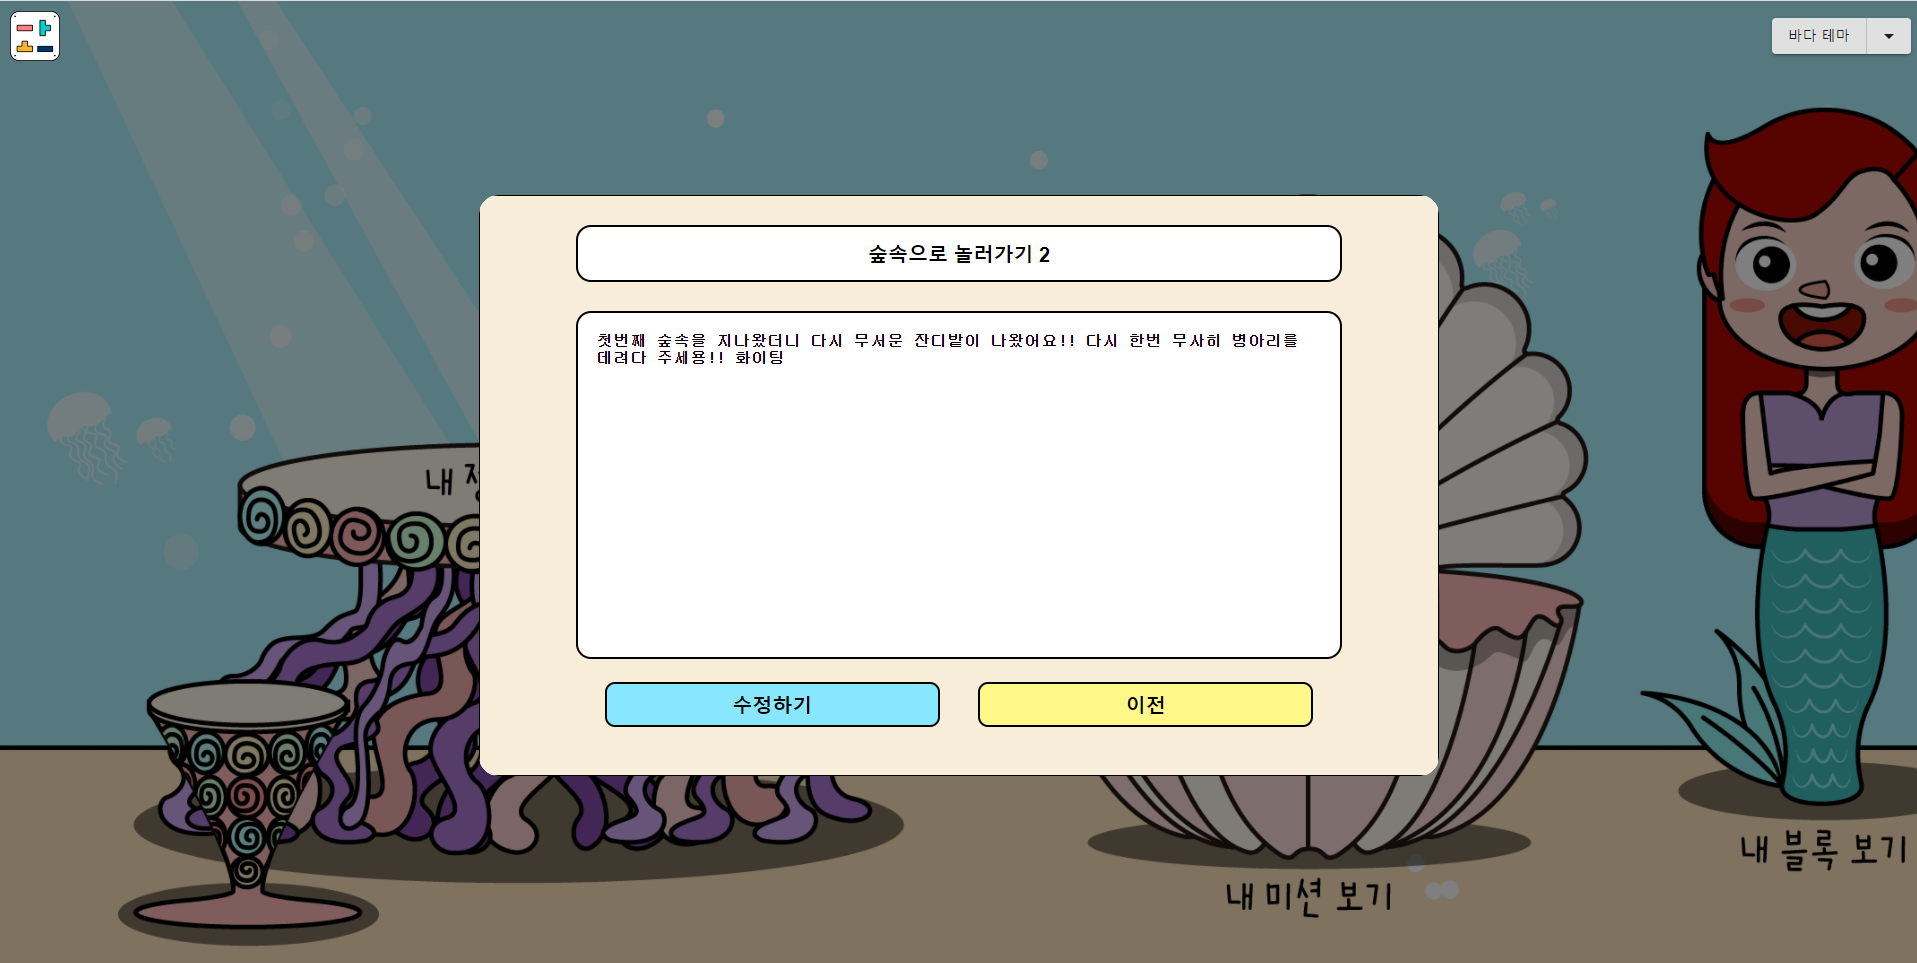 바다 테마
숲속으로 놀러가기 2
첫번째 숲속을 지나왔더니 다시 무서운 잔디밭이 나왔어요!! 다시 한번 무사히 병아리를
데려다 주세용!! 화이팅
내
수정하기
이전
내 블록 보기
내 미션 보기